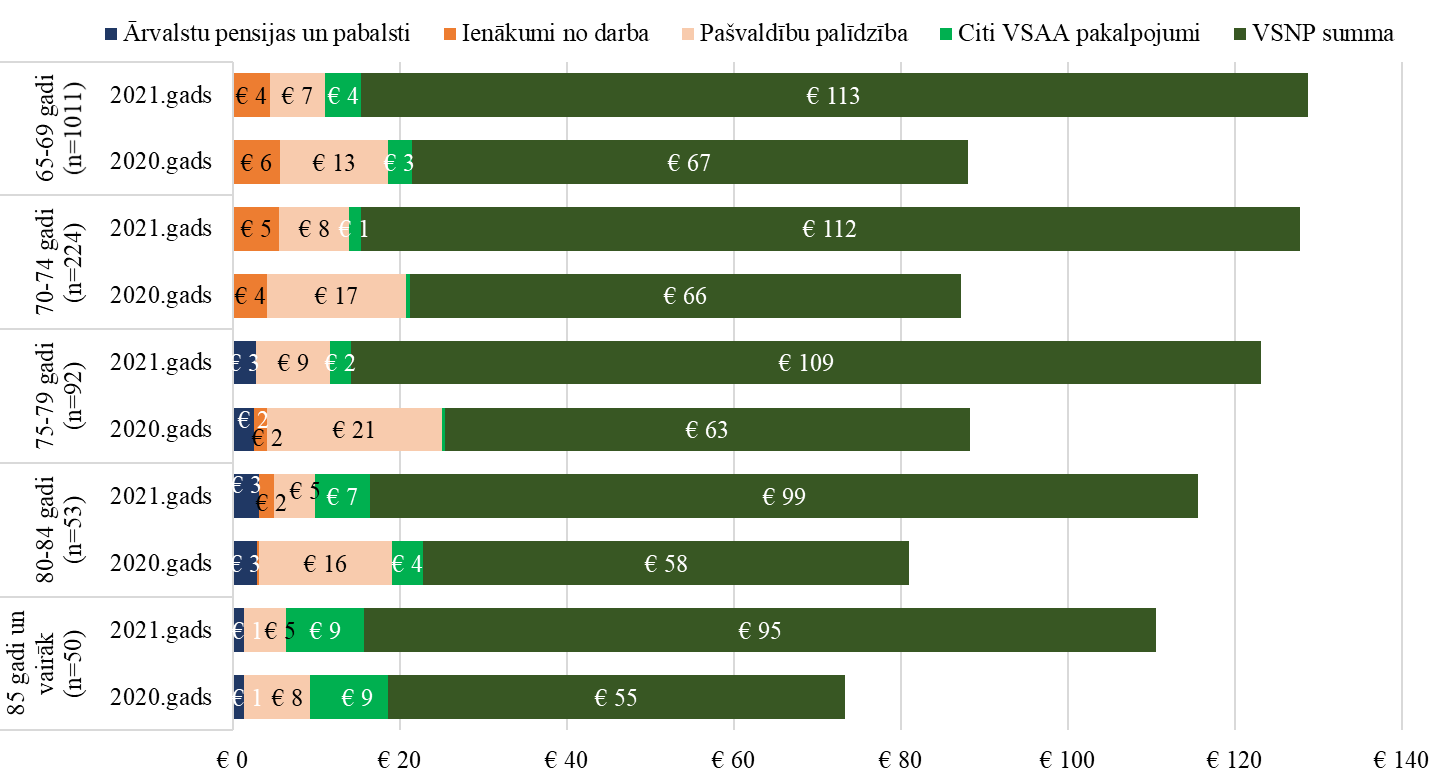 Ārvalstu pensijas un pabalsti Ienākumi no darba Pašvaldību palīdzība Citi VSAA pakalpojumi VSNP summa
65-69 gadi
(n=1011)
2021.gads € 4 € 7 € 4 € 113
2020.gads € 6 € 13 € 3 € 67
70-74 gadi
(n=224)
2021.gads € 5 € 8 € 1 € 112
2020.gads € 4 € 17 € 66
75-79 gadi
(n=92)
2021.gads € 3 € 9 € 2 € 109
2020.gads € 2 € 2 € 21 € 63
80-84 gadi
(n=53)
2021.gads € 3 € 2 € 5 € 7 € 99
2020.gads € 3 € 16 € 4 € 58
85 gadi un
vairāk
(n=50)
2021.gads € 1 € 5 € 9 € 95
2020.gads € 1 € 8 € 9 € 55
€ 0 € 20 € 40 € 60 € 80 € 100 € 120 € 140